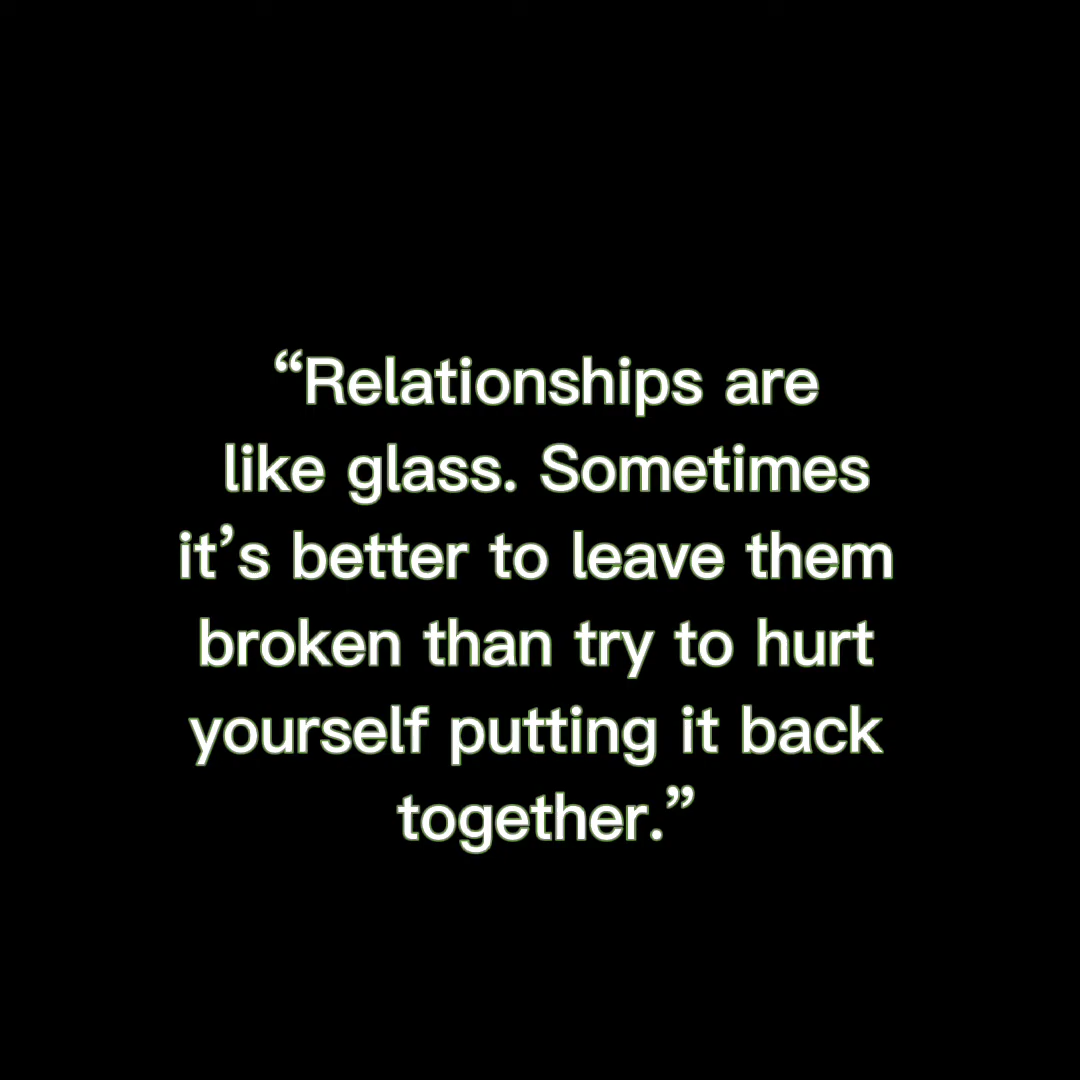 “Relationships are
like glass. Sometimes
it’s better to leave them
broken than try to hurt
yourself putting it back
together.”